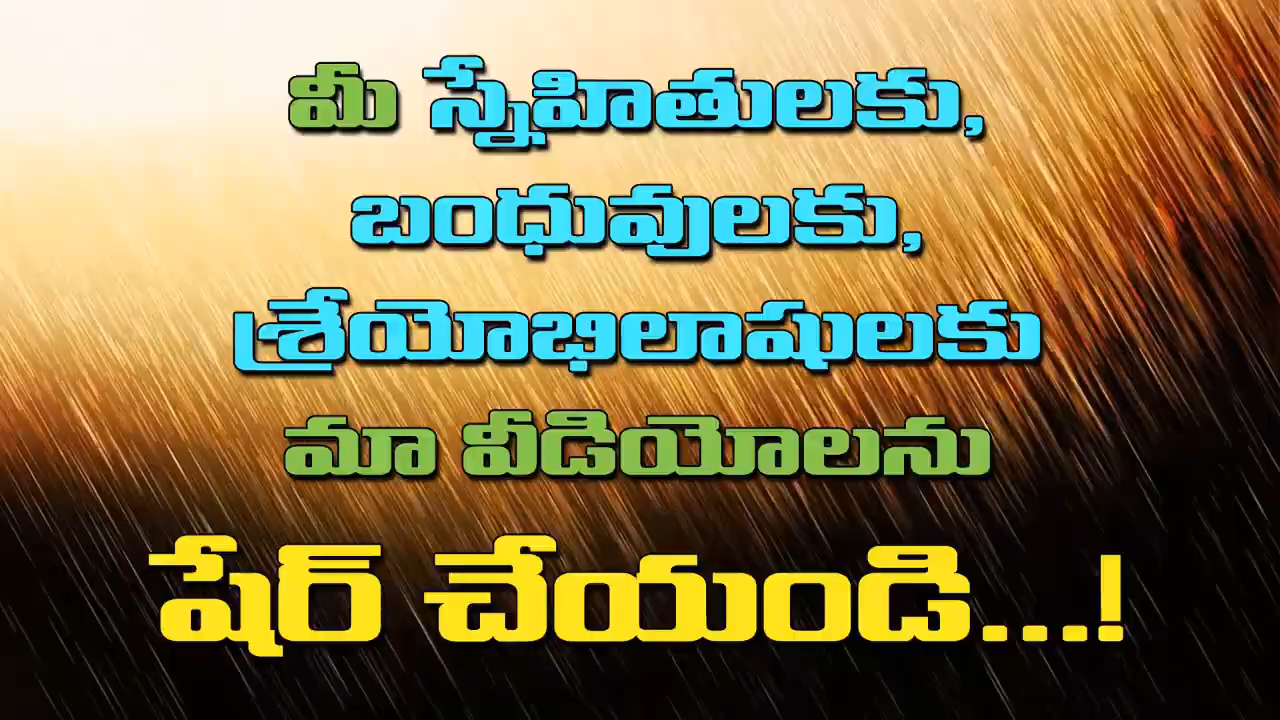 మీ స్నేహితులకు,
బంధువులకు,
శ్రేయోభిలాషులకు
మా వీడియోలను
షేర్ చేయండి...!